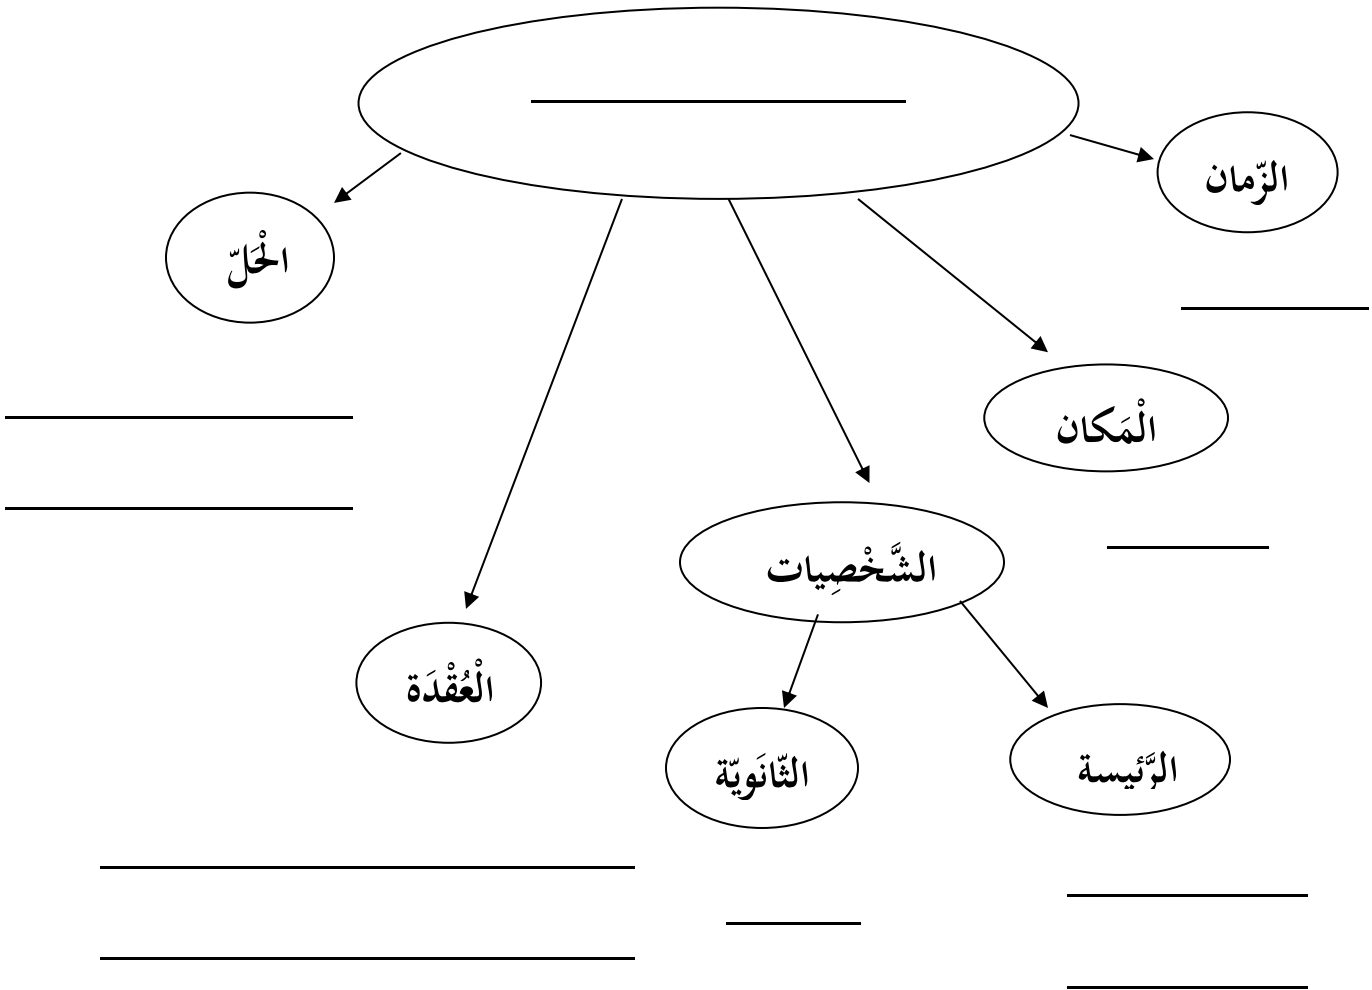 الزّمان
الْحَلّ
الْمَكان
الشَّخْصِيات
الْعُقْدَة
الثّانَويّة
الرَّئيسة